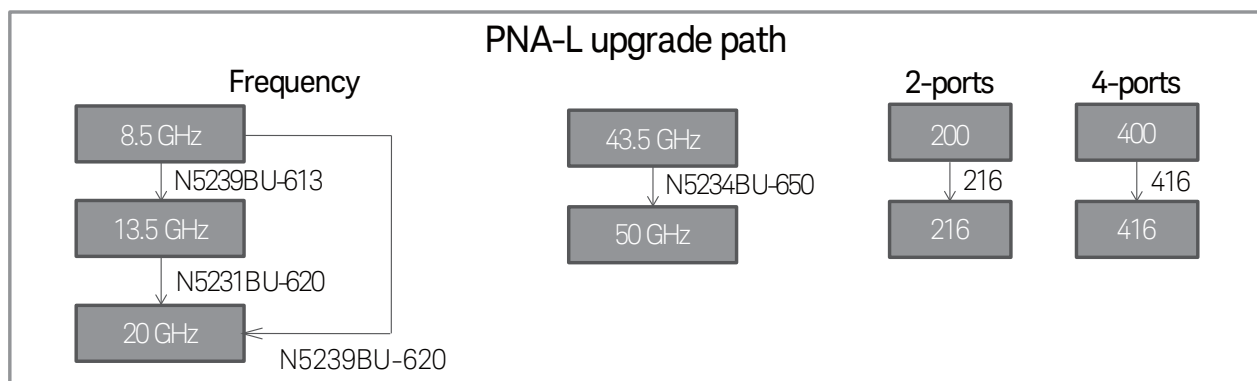 PNA-L upgrade path
Frequency
8.5 GHz
N5239BU-613
13.5 GHz
N5231BU-620
20 GHz
N5239BU-620
43.5 GHz
N5234BU-650
50 GHz
2-ports
200
216
216
4-ports
400
416
416